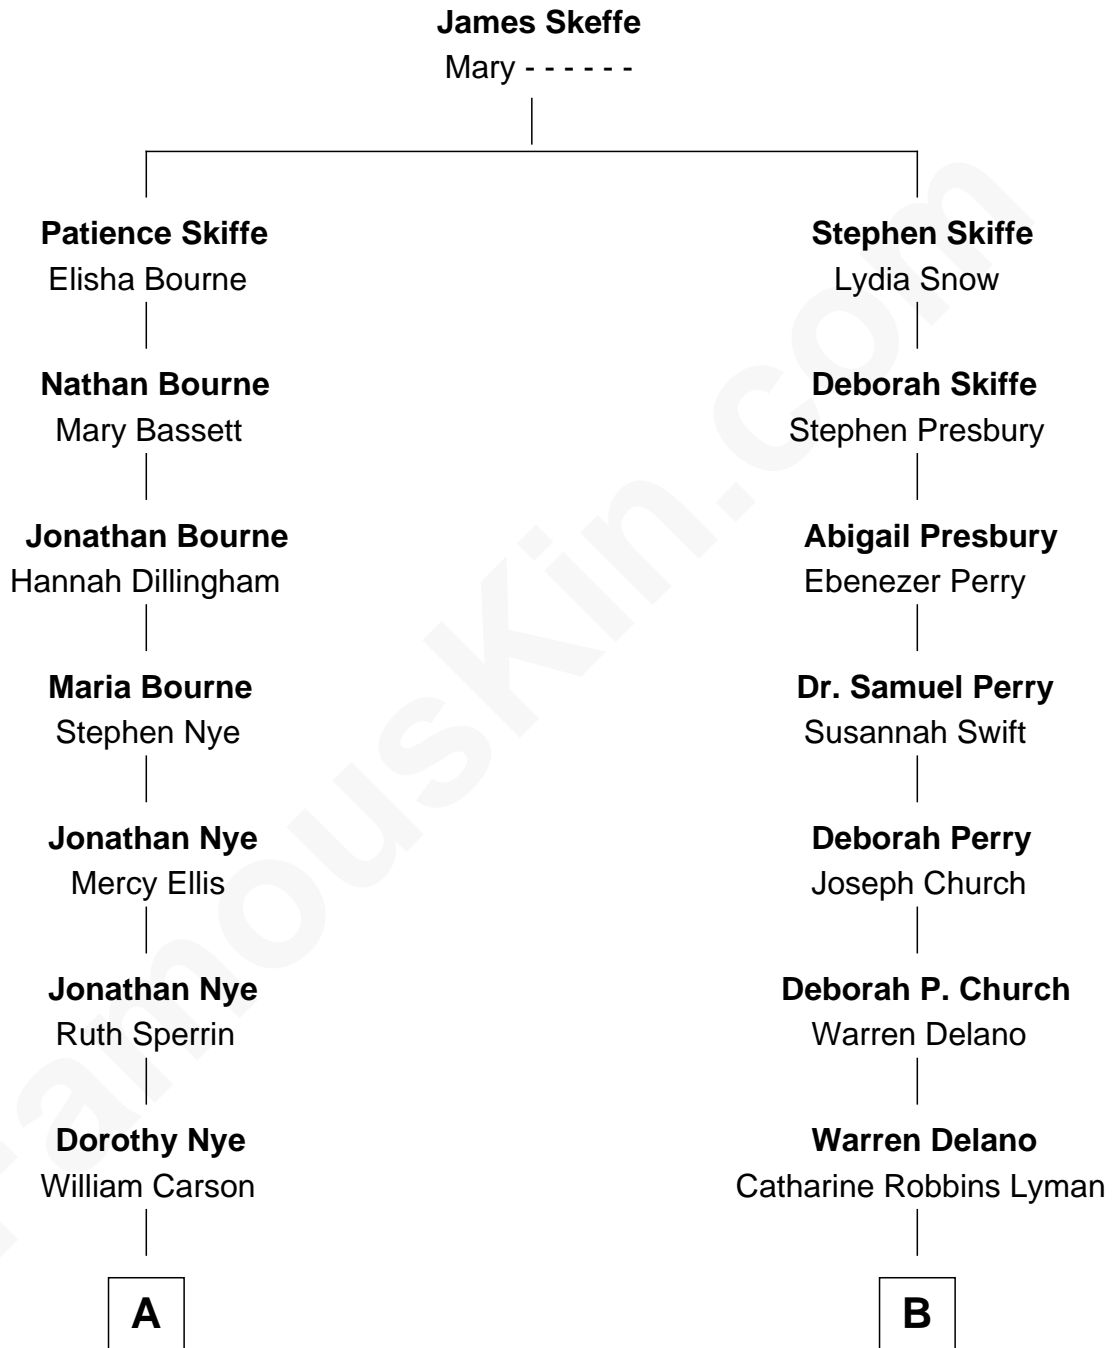 James Skeffe
Mary - - - - - -
Patience Skiffe
Elisha Bourne
Nathan Bourne
Mary Bassett
Jonathan Bourne
Hannah Dillingham
Maria Bourne
Stephen Nye
Jonathan Nye
Mercy Ellis
Jonathan Nye
Ruth Sperrin
Dorothy Nye
William Carson
A
Stephen Skiffe
Lydia Snow
Deborah Skiffe
Stephen Presbury
Abigail Presbury
Ebenezer Perry
Dr. Samuel Perry
Susannah Swift
Deborah Perry
Joseph Church
Deborah P. Church
Warren Delano
Warren Delano
Catharine Robbins Lyman
B
FamousKin.com